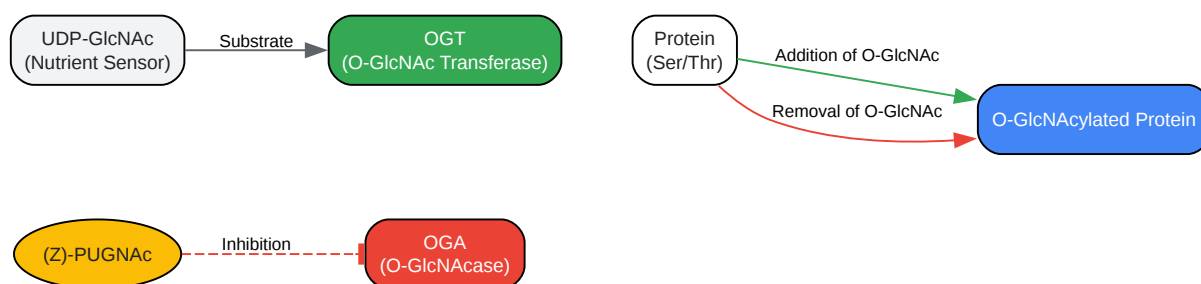 UDP-GlcNAc
(Nutrient Sensor)
Substrate
OGT
(O-GlcNAc Transferase)
Protein
(Ser/Thr)
Addition of O-GlcNAc
Removal of O-GlcNAc
O-GlcNAcylated Protein
(Z)-PUGNAc
Inhibition
OGA
(O-GlcNAcase)